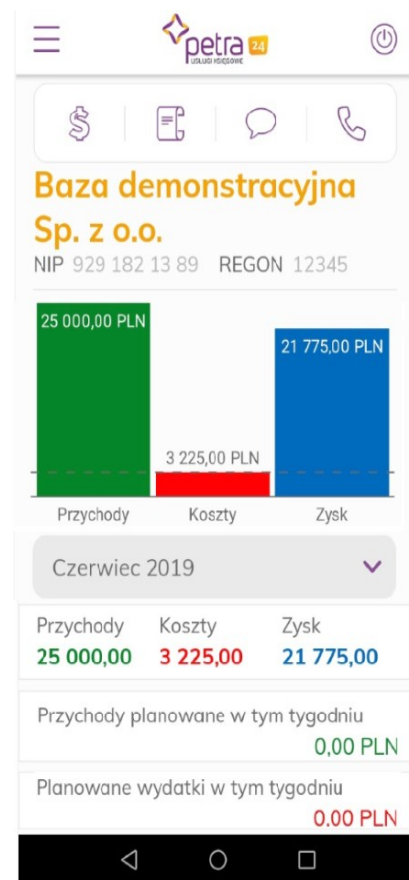 petra 24
USŁUGI KSIĘGOWE
Baza demonstracyjna
Sp. z o.o.
NIP 929 182 13 89 REGON 12345
25 000,00 PLN
21 775,00 PLN
3 225,00 PLN
Przychody Koszty Zysk
Czerwiec 2019
Przychody Koszty Zysk
25 000,00 3 225,00 21 775,00
Przychody planowane w tym tygodniu
0,00 PLN
Planowane wydatki w tym tygodniu
0.00 PLN